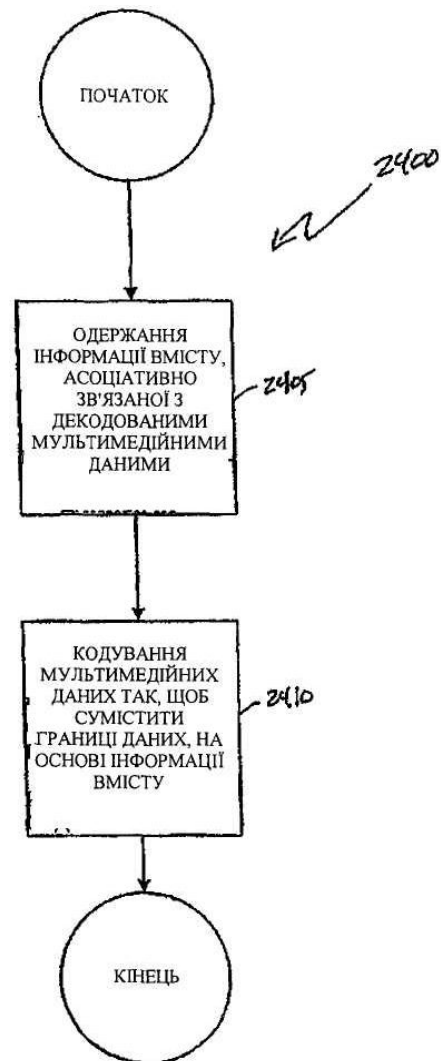 ПОЧАТОК
2400
ОДЕРЖАННЯ
ІНФОРМАЦІЇ ВМІСТУ,
АСОЦІАТИВНО
ЗВ'ЯЗАНОЇ З
ДЕКОДОВАНИМИ
МУЛЬТИМЕДІЙНИМИ
ДАНИМИ
2405
КОДУВАННЯ
МУЛЬТИМЕДІЙНИХ
ДАНИХ ТАК, ЩОБ
СУМІСТИТИ
ГРАНИЦІ ДАНИХ, НА
ОСНОВІ ІНФОРМАЦІЇ
ВМІСТУ
2410
КІНЕЦЬ